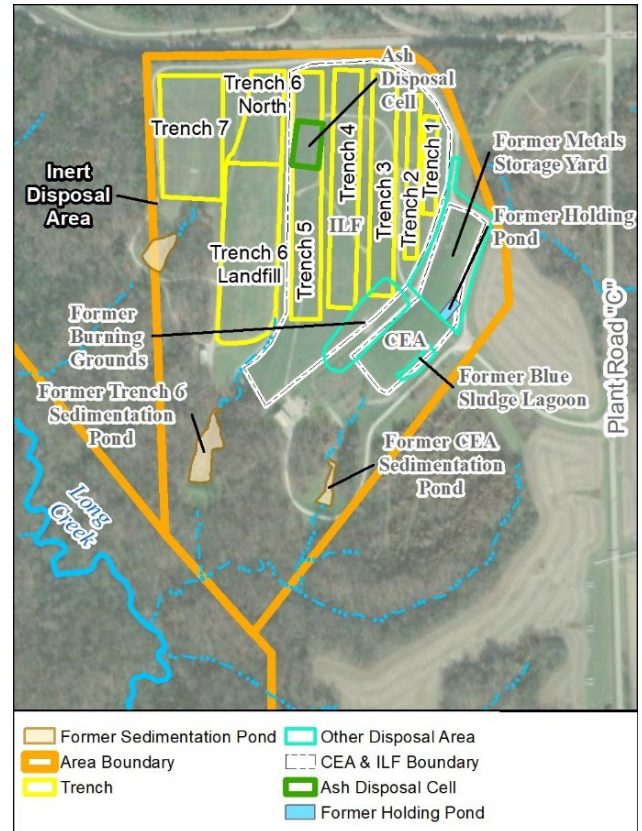 Ash
Disposal
Cell
Trench 6
North
Trench 7
Trench 4
Trench 1
Former Metals
Storage Yard
Inert
Disposal
Area
Trench 3
Trench 2
Former Holding
Pond
ILF
Trench 6
Landfill
Trench 5
Plant Road "C"
Former
Burning
Grounds
CEA
Former Blue
Sludge Lagoon
Former Trench 6
Sedimentation
Pond
Former CEA
Sedimentation
Pond
Long
Creek
Former Sedimentation Pond
Area Boundary
Trench
Other Disposal Area
CEA & ILF Boundary
Ash Disposal Cell
Former Holding Pond